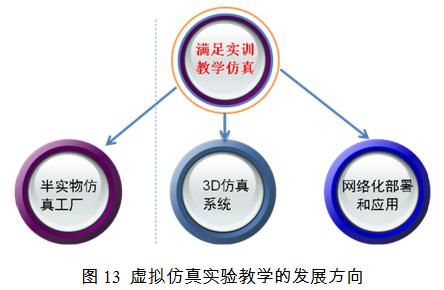 满足实训
教学仿真
半实物仿
真工厂
3D仿真
系统
网络化部署
和应用
图 13 虚拟仿真实验教学的发展方向